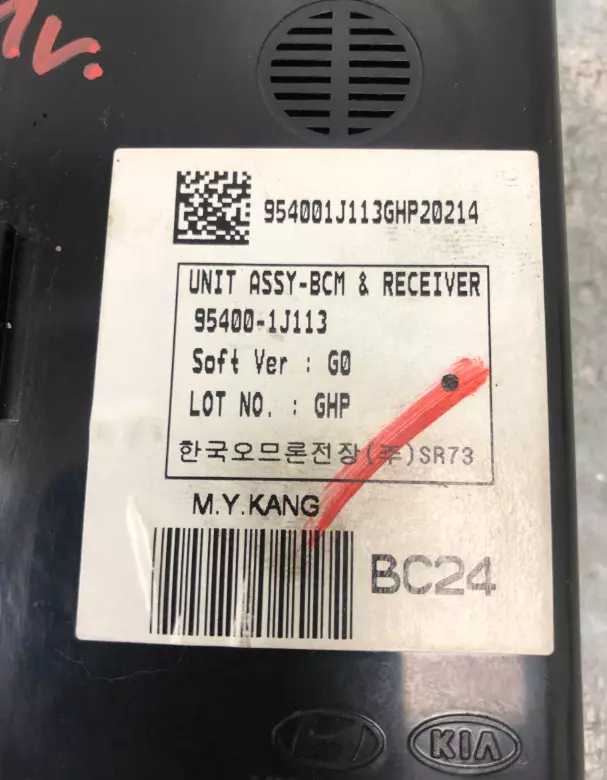 954001J113GHP20214
UNIT ASSY-BCM & RECEIVER
95400-1J113
Soft Ver : G0
LOT NO. : GHP
한국오므론전장(주)SR73
M.Y.KANG
BC24
KIA